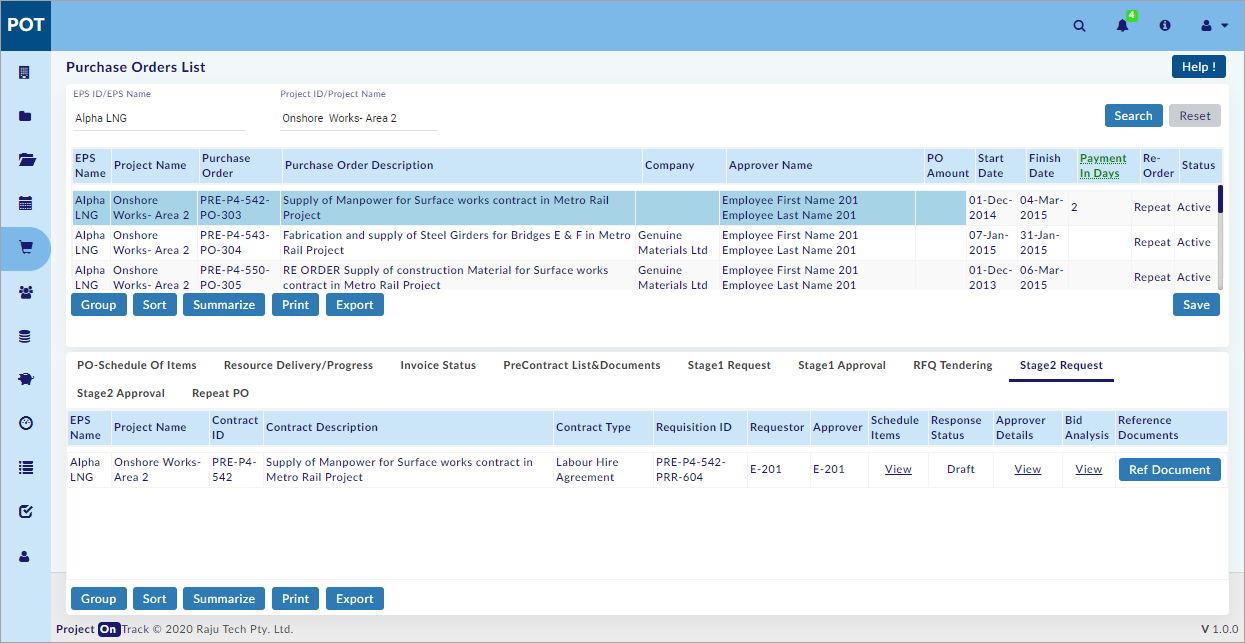 POT
4
Purchase Orders List
Help !
EPS ID/EPS Name
Project ID/Project Name
Alpha LNG
Onshore Works- Area 2
Search
Reset
EPS Name
Project Name
Purchase Order
Purchase Order Description
Company
Approver Name
PO Amount
Start Date
Finish Date
Payment In Days
Re-Order
Status
Alpha LNG
Onshore Works- Area 2
PRE-P4-542-PO-303
Supply of Manpower for Surface works contract in Metro Rail Project
Employee First Name 201
Employee Last Name 201
01-Dec-2014
04-Mar-2015
2
Repeat
Active
Alpha LNG
Onshore Works- Area 2
PRE-P4-543-PO-304
Fabrication and supply of Steel Girders for Bridges E & F in Metro Rail Project
Genuine Materials Ltd
Employee First Name 201
Employee Last Name 201
07-Jan-2015
31-Jan-2015
Repeat
Active
Alpha LNG
Onshore Works- Area 2
PRE-P4-550-PO-305
RE ORDER Supply of construction Material for Surface works contract in Metro Rail Project
Genuine Materials Ltd
Employee First Name 201
Employee Last Name 201
01-Dec-2013
06-Mar-2015
Repeat
Active
Group
Sort
Summarize
Print
Export
Save
PO-Schedule Of Items
Resource Delivery/Progress
Invoice Status
PreContract List&Documents
Stage1 Request
Stage1 Approval
RFQ Tendering
Stage2 Request
Stage2 Approval
Repeat PO
EPS Name
Project Name
Contract ID
Contract Description
Contract Type
Requisition ID
Requestor
Approver
Schedule Items
Response Status
Approver Details
Bid Analysis
Reference Documents
Alpha LNG
Onshore Works- Area 2
PRE-P4-542
Supply of Manpower for Surface works contract in Metro Rail Project
Labour Hire Agreement
PRE-P4-542-PRR-604
E-201
E-201
View
Draft
View
View
Ref Document
Group
Sort
Summarize
Print
Export
Project On Track © 2020 Raju Tech Pty. Ltd.
V 1.0.0